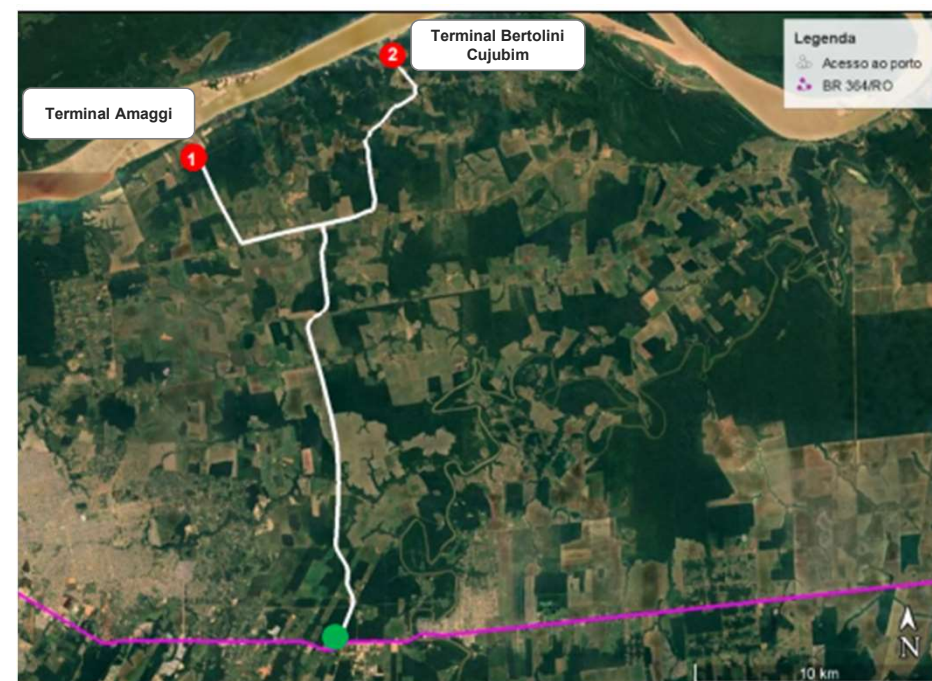 Terminal Bertolini
Cujubim
2
Legenda
Acesso ao porto
BR 364/RO
Terminal Amaggi
1
N
10 km